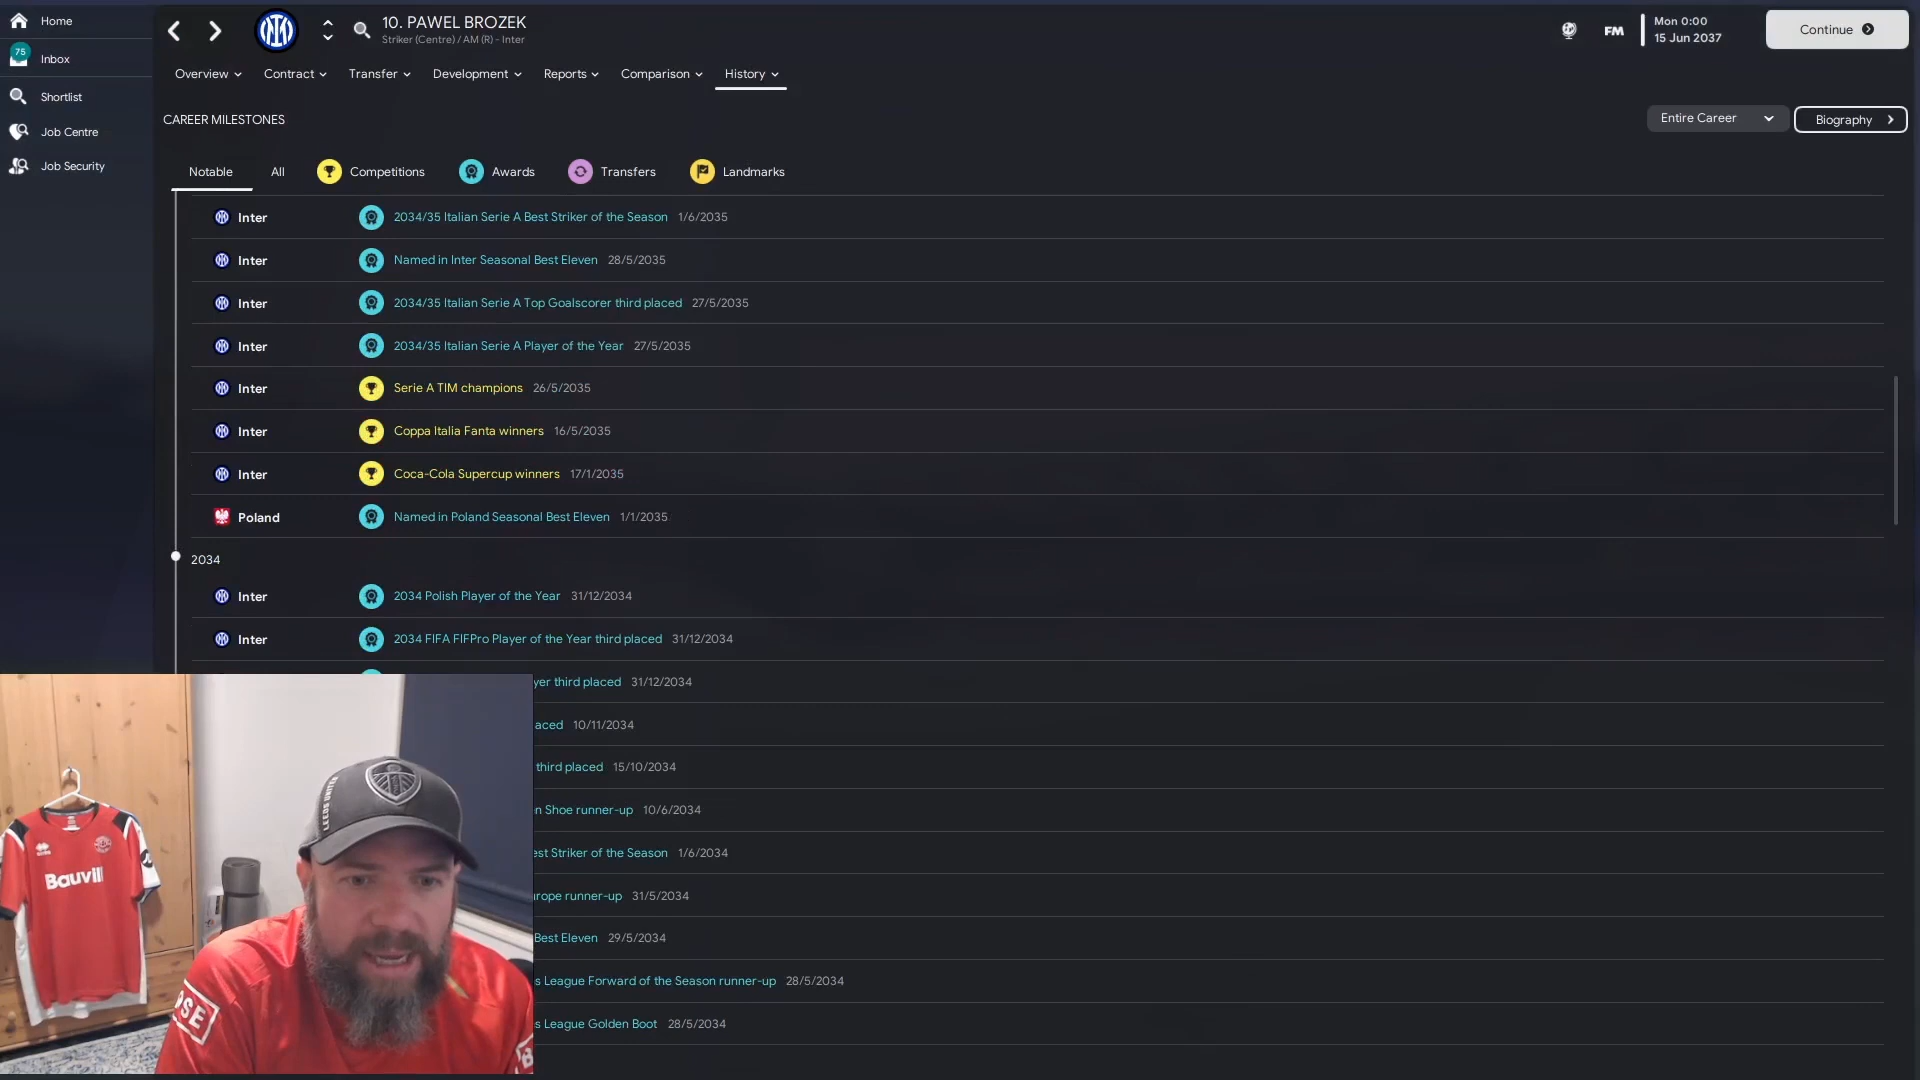 Home
75
Inbox
Shortlist
Job Centre
Job Security
10. PAWEL BROZEK
Striker (Centre) / AM (R) - Inter
FM
Mon 0:00
15 Jun 2037
Continue
Overview
Contract
Transfer
Development
Reports
Comparison
History
CAREER MILESTONES
Entire Career
Biography
Notable
All
Competitions
Awards
Transfers
Landmarks
Inter 2034/35 Italian Serie A Best Striker of the Season 1/6/2035
Inter Named in Inter Seasonal Best Eleven 28/5/2035
Inter 2034/35 Italian Serie A Top Goalscorer third placed 27/5/2035
Inter 2034/35 Italian Serie A Player of the Year 27/5/2035
Inter Serie A TIM champions 26/5/2035
Inter Coppa Italia Fanta winners 16/5/2035
Inter Coca-Cola Supercup winners 17/1/2035
Poland Named in Poland Seasonal Best Eleven 1/1/2035
2034
Inter 2034 Polish Player of the Year 31/12/2034
Inter 2034 FIFA FIFPro Player of the Year third placed 31/12/2034
yer third placed 31/12/2034
aced 10/11/2034
third placed 15/10/2034
n Shoe runner-up 10/6/2034
est Striker of the Season 1/6/2034
urope runner-up 31/5/2034
Best Eleven 29/5/2034
s League Forward of the Season runner-up 28/5/2034
s League Golden Boot 28/5/2034
LEEDS UNITED
Bauvill